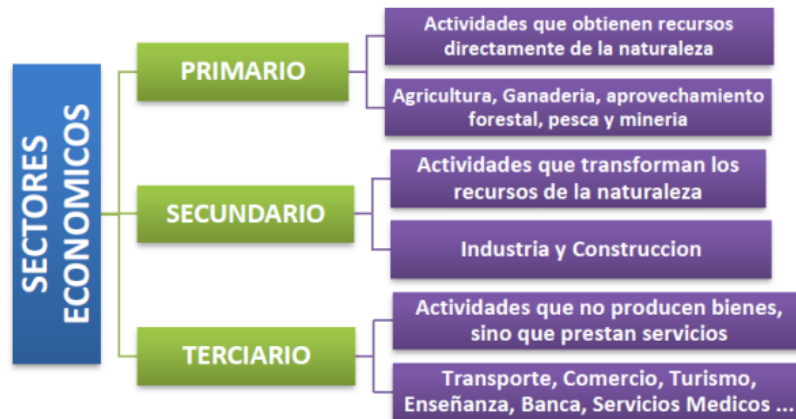 SECTORES
ECONOMICOS
PRIMARIO
Actividades que obtienen recursos
directamente de la naturaleza
Agricultura, Ganaderia, aprovechamiento
forestal, pesca y mineria
SECUNDARIO
Actividades que transforman los
recursos de la naturaleza
Industria y Construccion
TERCIARIO
Actividades que no producen bienes,
sino que prestan servicios
Transporte, Comercio, Turismo,
Enseñanza, Banca, Servicios Medicos ...